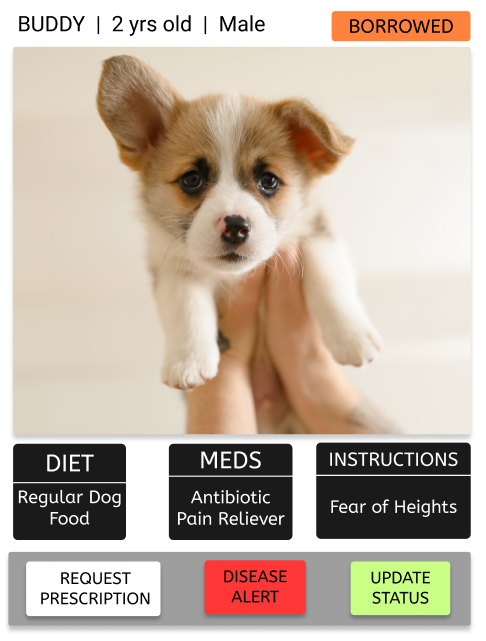 BUDDY | 2 yrs old | Male
BORROWED
DIET
Regular Dog
Food
MEDS
Antibiotic
Pain Reliever
INSTRUCTIONS
Fear of Heights
REQUEST
PRESCRIPTION
DISEASE
ALERT
UPDATE
STATUS